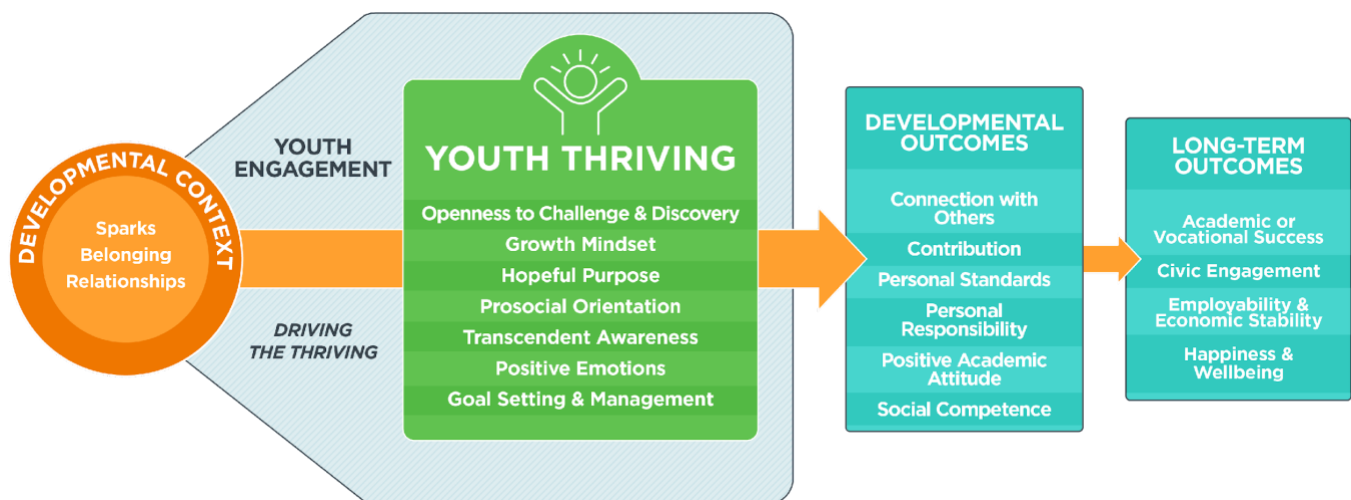 DEVELOPMENTAL CONTEXT
Sparks
Belonging
Relationships
YOUTH
ENGAGEMENT
DRIVING
THE THRIVING
YOUTH THRIVING
Openness to Challenge & Discovery
Growth Mindset
Hopeful Purpose
Prosocial Orientation
Transcendent Awareness
Positive Emotions
Goal Setting & Management
DEVELOPMENTAL
OUTCOMES
Connection with
Others
Contribution
Personal Standards
Personal
Responsibility
Positive Academic
Attitude
Social Competence
LONG-TERM
OUTCOMES
Academic or
Vocational Success
Civic Engagement
Employability &
Economic Stability
Happiness &
Wellbeing